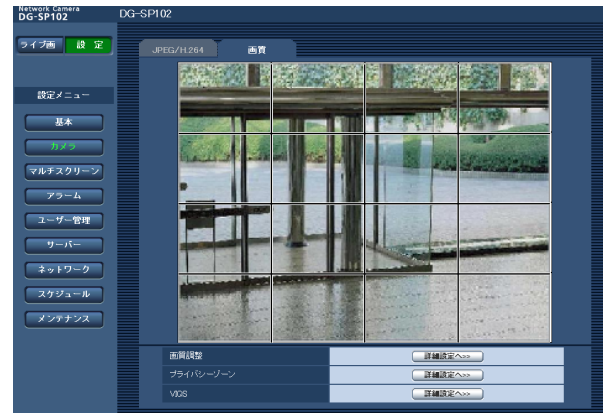 Network Camera
DG-SP102
DG-SP102
ライブ画
設 定
JPEG/H.264
画質
設定メニュー
基本
カメラ
マルチスクリーン
アラーム
ユーザー管理
サーバー
ネットワーク
スケジュール
メンテナンス
画質調整
詳細設定へ>>
プライバシーゾーン
詳細設定へ>>
VIQS
詳細設定へ>>